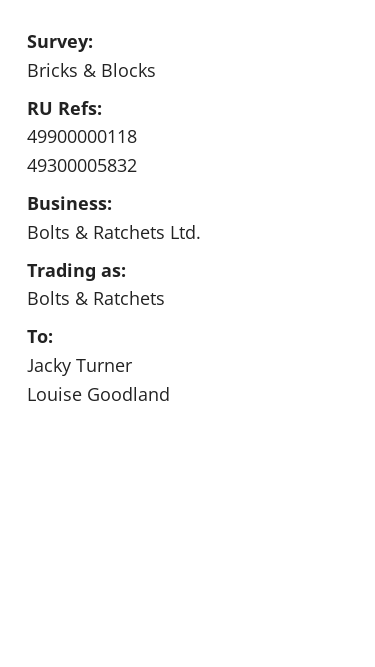 Survey:
Bricks & Blocks
RU Refs:
49900000118
49300005832
Business:
Bolts & Ratchets Ltd.
Trading as:
Bolts & Ratchets
To:
Jacky Turner
Louise Goodland